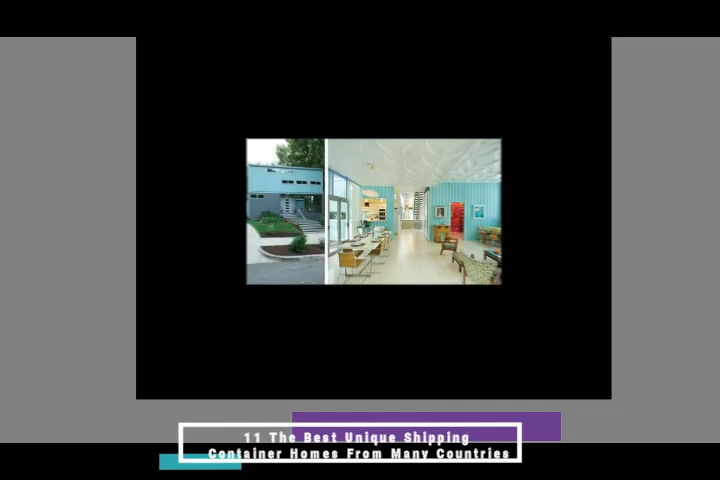 11 The Best Unique Shipping
Container Homes From Many Countries